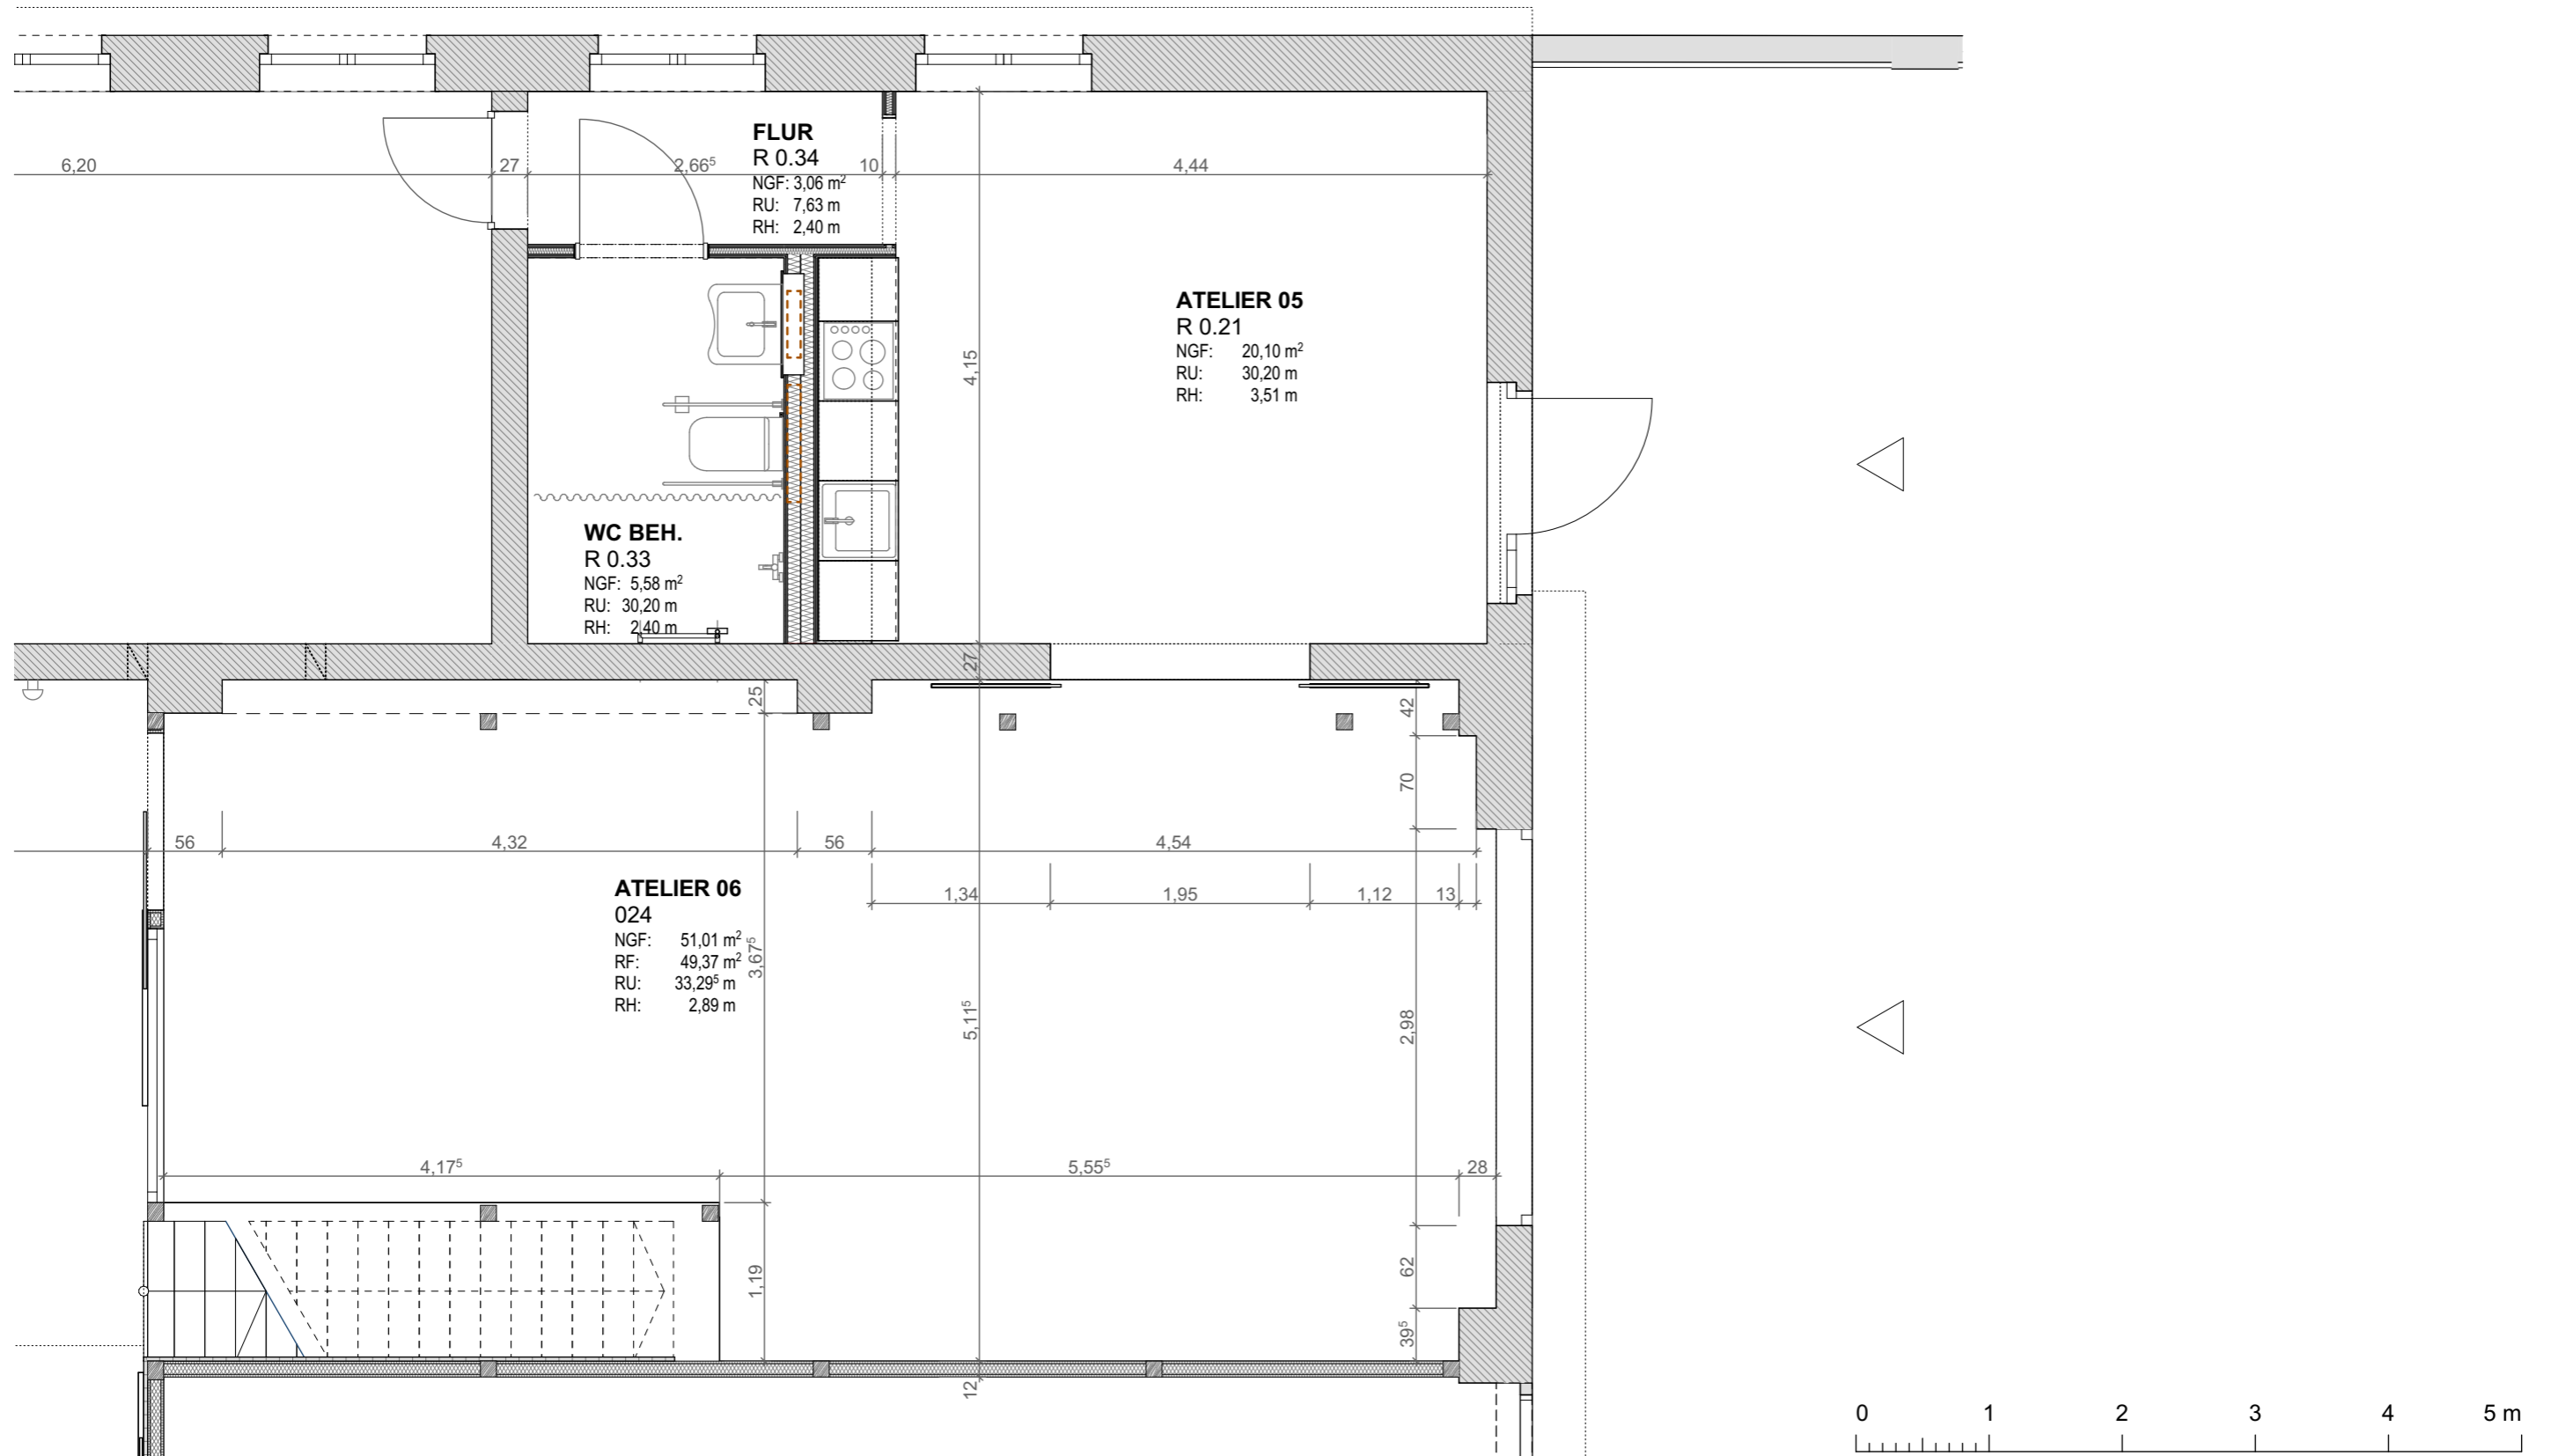 FLUR
R 0.34
NGF: 3,06 m²
RU: 7,63 m
RH: 2,40 m
6,20
27
2,66⁵
10
4,44
ATELIER 05
R 0.21
NGF: 20,10 m²
RU: 30,20 m
RH: 3,51 m
4,15
WC BEH.
R 0.33
NGF: 5,58 m²
RU: 30,20 m
RH: 2,40 m
27
25
42
70
56
4,32
56
4,54
1,34
1,95
1,12
13
ATELIER 06
024
NGF: 51,01 m²
RF: 49,37 m²
RU: 33,29⁵ m
RH: 2,89 m
3,67⁵
5,11⁵
2,98
4,17⁵
5,55⁵
28
1,19
62
39⁵
12
0 1 2 3 4 5 m